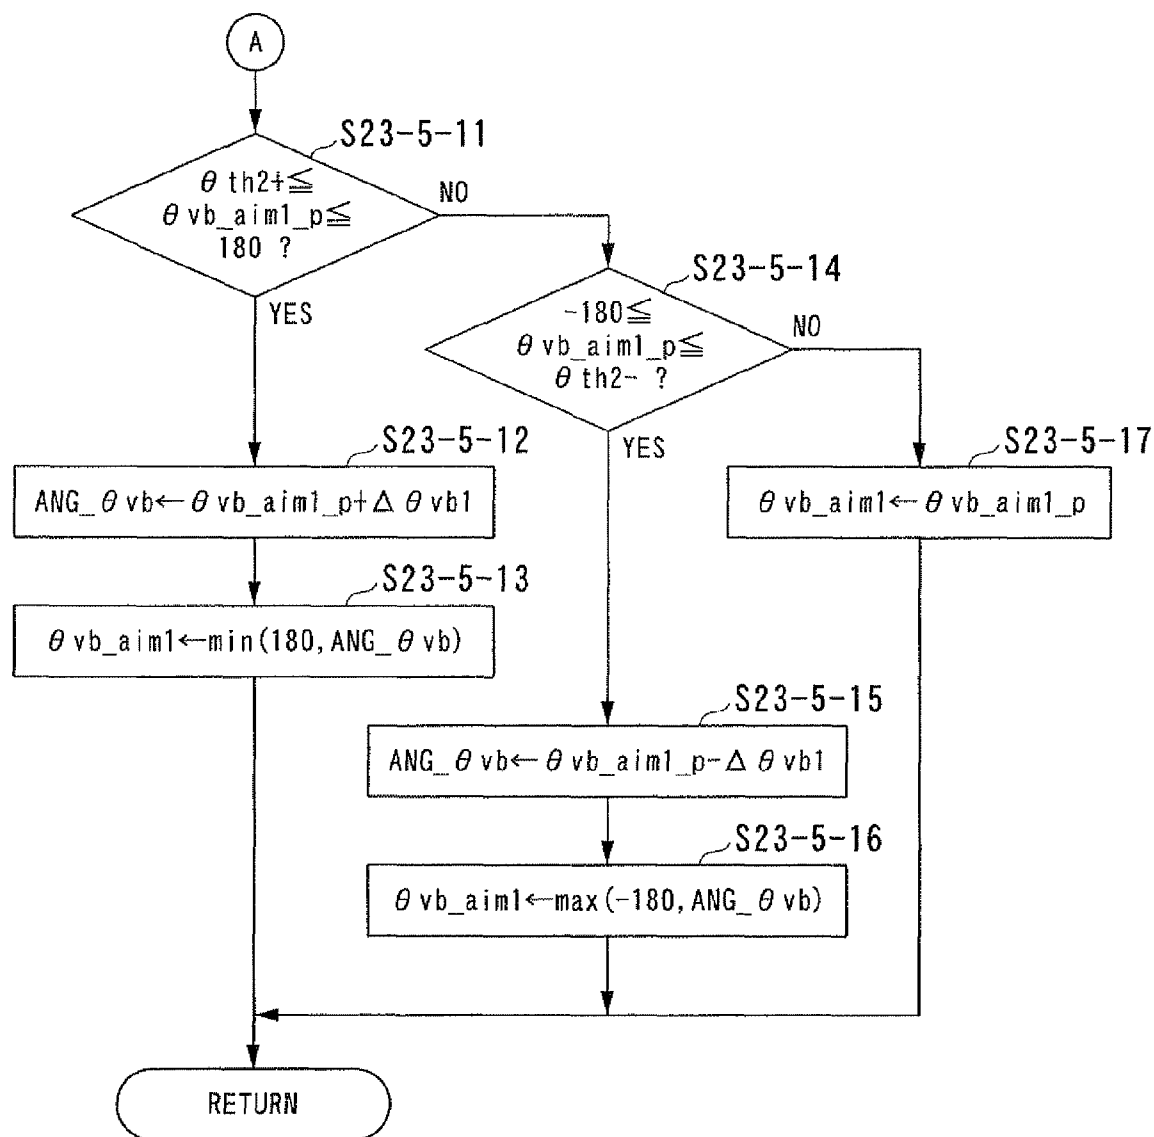 A
S23-5-11
θ th2+≦
θ vb_aim1_p≦
180 ?
NO
YES
S23-5-14
-180≦
θ vb_aim1_p≦
θ th2- ?
NO
YES
S23-5-12
ANG_θ vb←θ vb_aim1_p+Δ θ vb1
S23-5-17
θ vb_aim1←θ vb_aim1_p
S23-5-13
θ vb_aim1←min(180, ANG_θ vb)
S23-5-15
ANG_θ vb←θ vb_aim1_p-Δ θ vb1
S23-5-16
θ vb_aim1←max(-180, ANG_θ vb)
RETURN